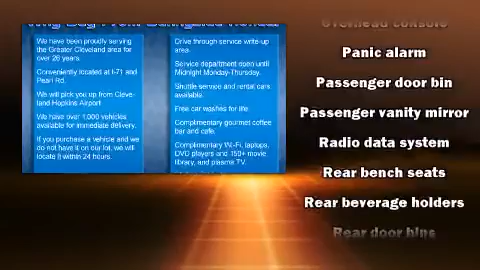 We have been proudly serving
the Greater Cleveland area for
over 26 years.
Conveniently located at I-71 and
Pearl Rd.
We will pick you up from Cleve-
land Hopkins Airport
We have over 1,000 vehicles
available for immediate delivery.
If you purchase a vehicle and we
do not have it on our lot, we will
locate it within 24 hours.
Drive through service write-up
area.
Service department open until
Midnight Monday-Thursday.
Shuttle service and rental cars
available.
Free car washes for life.
Complimentary gourmet coffee
bar and cafe.
Complimentary Wi-Fi, laptops,
DVD players and 150+ movie
library, and plasma TV.
Overhead console
Panic alarm
Passenger door bin
Passenger vanity mirror
Radio data system
Rear bench seats
Rear beverage holders
Rear door bins